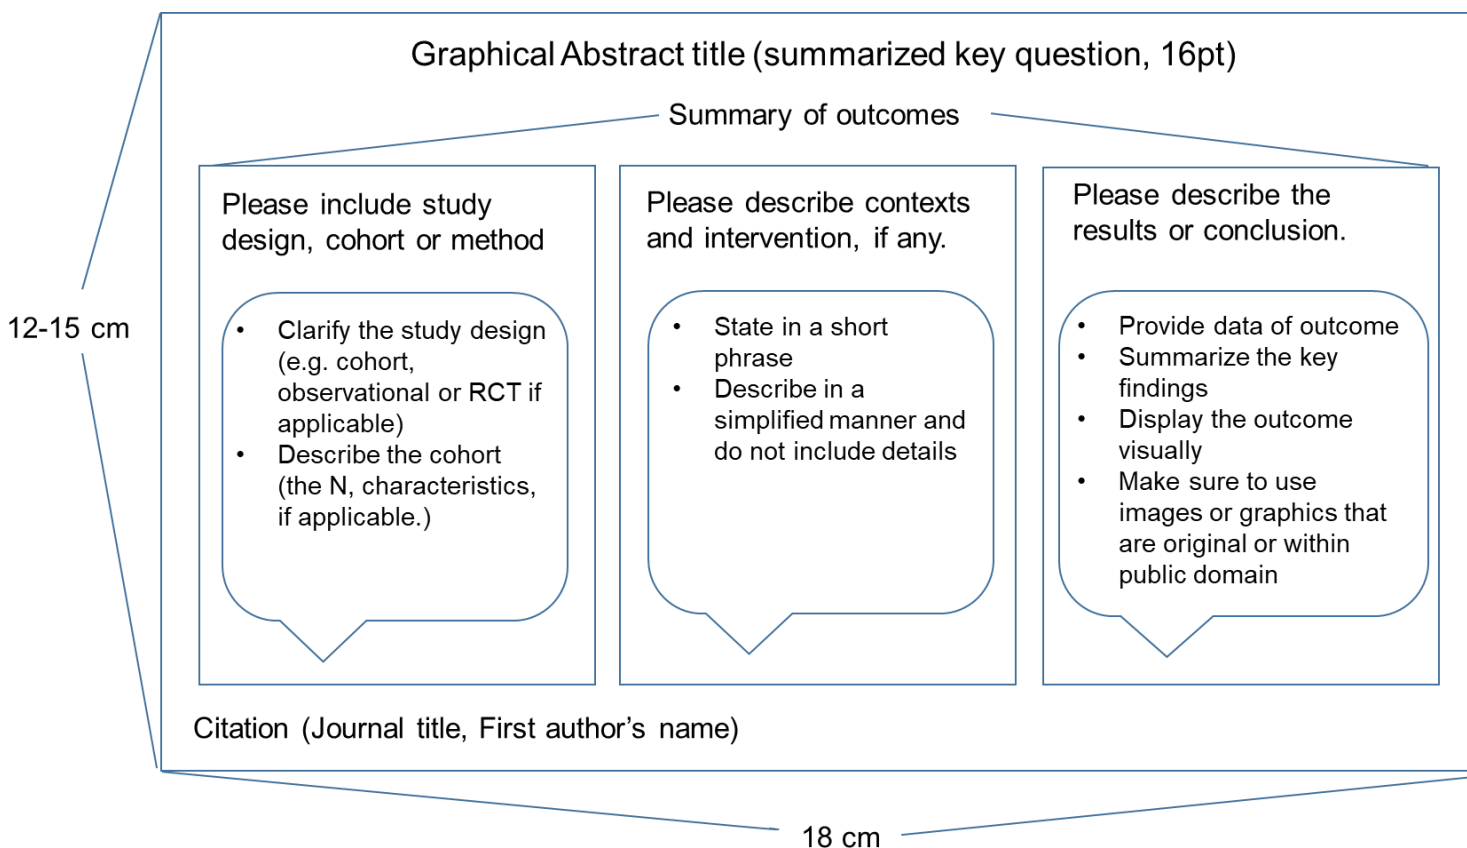 Graphical Abstract title (summarized key question, 16pt)
Summary of outcomes
Please include study
design, cohort or method
• Clarify the study design
(e.g. cohort,
observational or RCT if
applicable)
• Describe the cohort
(the N, characteristics,
if applicable.)
Please describe contexts
and intervention, if any.
• State in a short
phrase
• Describe in a
simplified manner and
do not include details
Please describe the
results or conclusion.
• Provide data of outcome
• Summarize the key
findings
• Display the outcome
visually
• Make sure to use
images or graphics that
are original or within
public domain
12-15 cm
Citation (Journal title, First author’s name)
18 cm